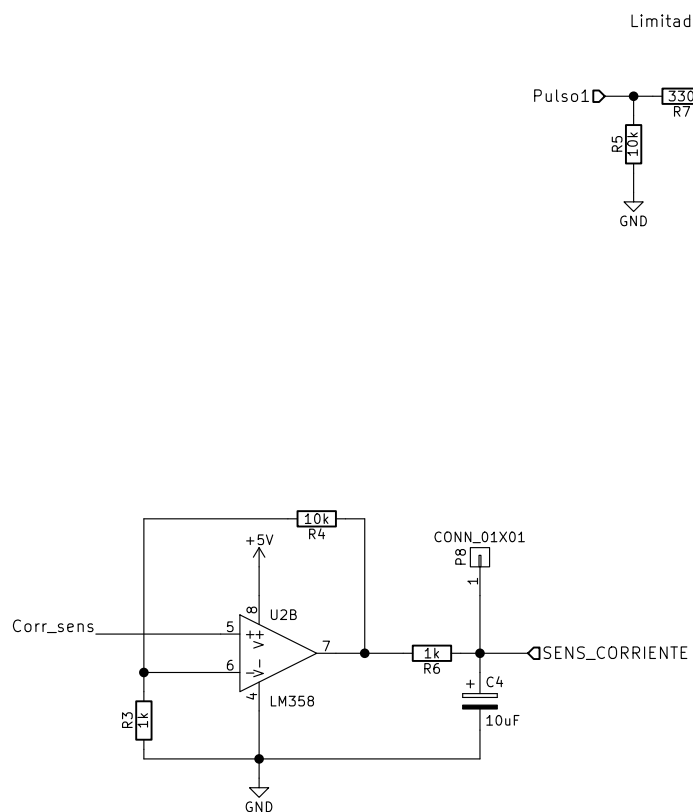 Limitad
Pulso1
330
R7
R5
10k
GND
10k
R4
+5V
CONN_01X01
P8
1
8
U2B
Corr_sens
5
++
V
7
SENS_CORRIENTE
1k
R6
6
V
4
LM358
+
C4
10uF
R3
1k
GND